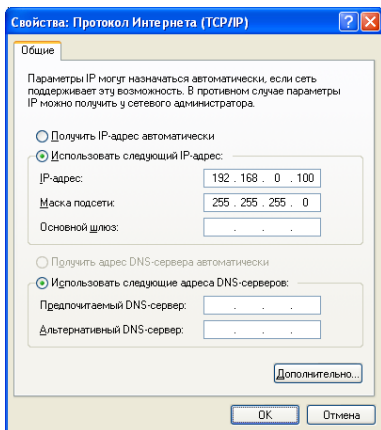 Свойства: Протокол Интернета (TCP/IP)
Общие
Параметры IP могут назначаться автоматически, если сеть
поддерживает эту возможность. В противном случае параметры
IP можно получить у сетевого администратора.
Получить IP-адрес автоматически
Использовать следующий IP-адрес:
IP-адрес: 192 . 168 . 0 . 100
Маска подсети: 255 . 255 . 255 . 0
Основной шлюз: . . .
Получить адрес DNS-сервера автоматически
Использовать следующие адреса DNS-серверов:
Предпочитаемый DNS-сервер: . . .
Альтернативный DNS-сервер: . . .
Дополнительно...
OK Отмена